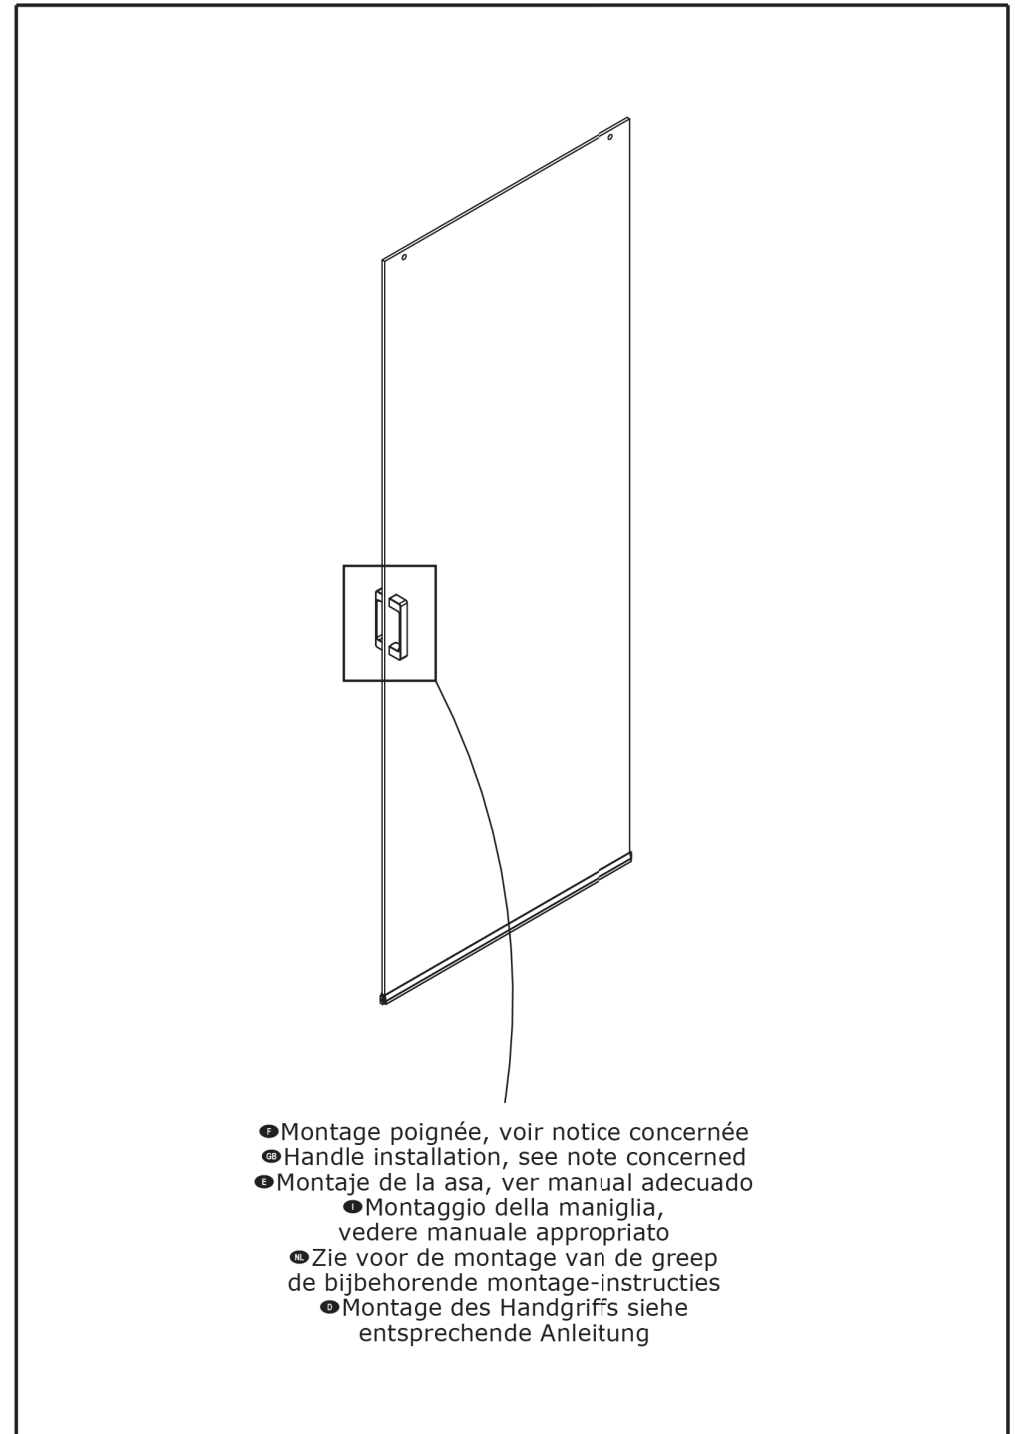 F Montage poignée, voir notice concernée
GB Handle installation, see note concerned
E Montaje de la asa, ver manual adecuado
I Montaggio della maniglia,
vedere manuale appropriato
NL Zie voor de montage van de greep
de bijbehorende montage-instructies
D Montage des Handgriffs siehe
entsprechende Anleitung